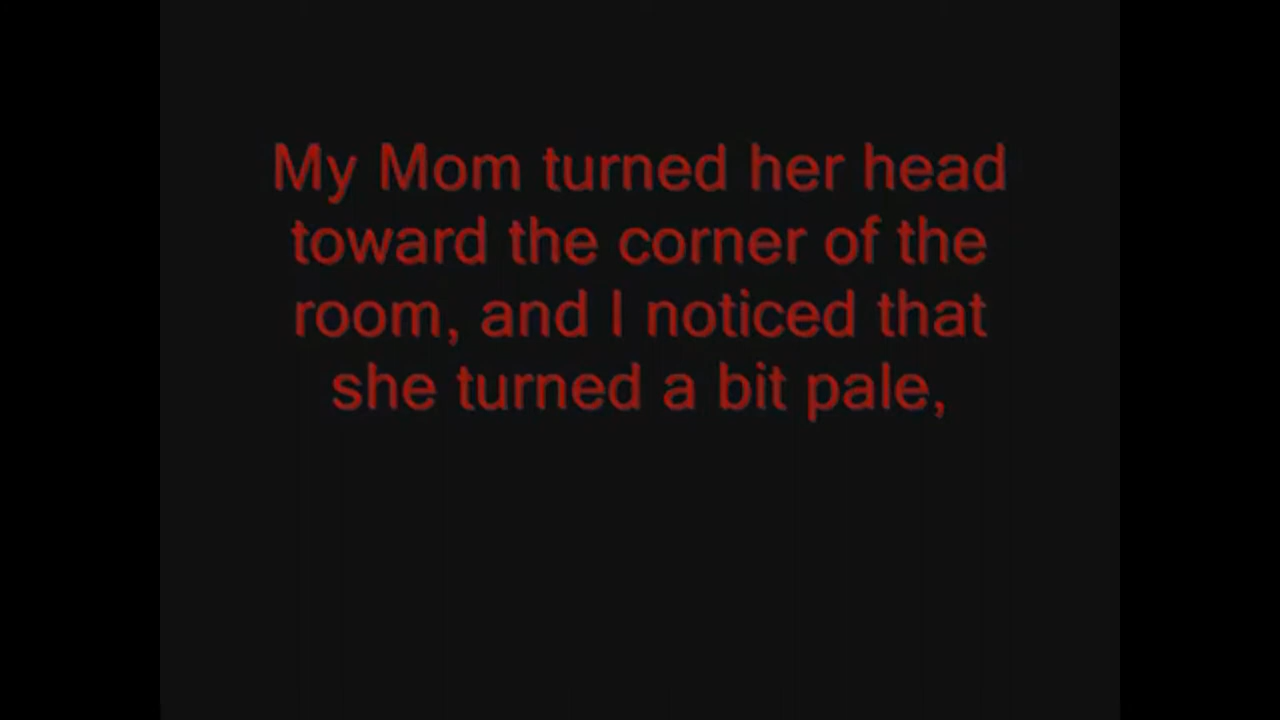 My Mom turned her head
toward the corner of the
room, and I noticed that
she turned a bit pale,